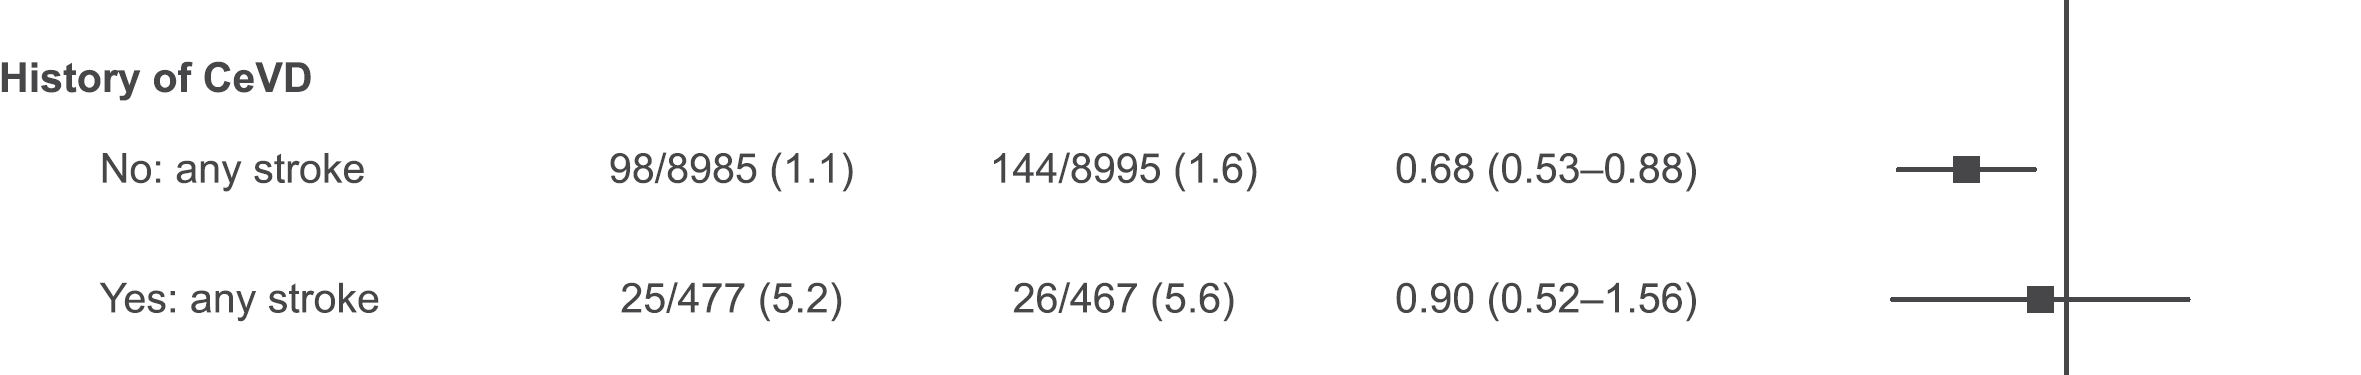 History of CeVD
No: any stroke 98/8985 (1.1) 144/8995 (1.6) 0.68 (0.53–0.88)
Yes: any stroke 25/477 (5.2) 26/467 (5.6) 0.90 (0.52–1.56)